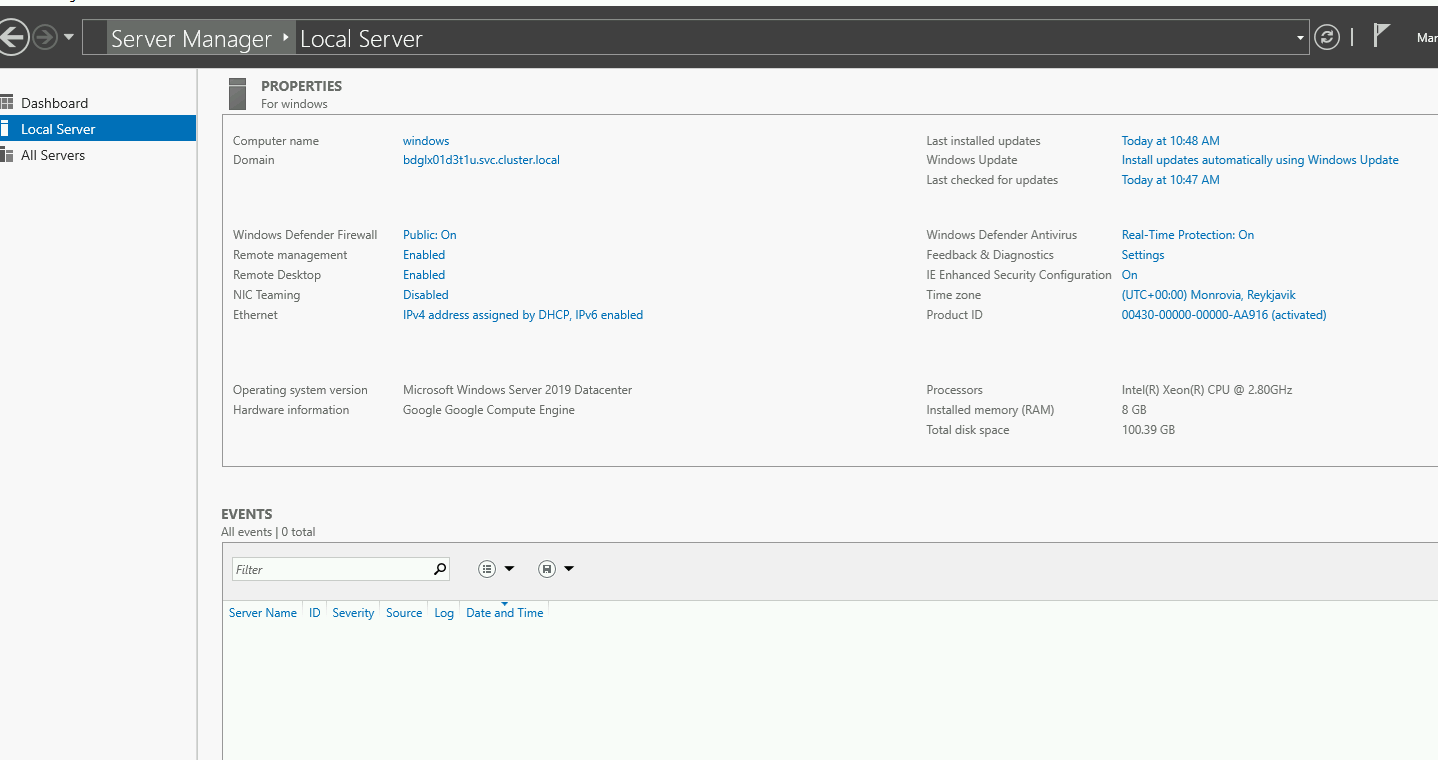 Server Manager ‣ Local Server
Dashboard
Local Server
All Servers
PROPERTIES
For windows
Computer name windows Last installed updates Today at 10:48 AM
Domain bdglx01d3t1u.svc.cluster.local Windows Update Install updates automatically using Windows Update
Last checked for updates Today at 10:47 AM
Windows Defender Firewall Public: On Windows Defender Antivirus Real-Time Protection: On
Remote management Enabled Feedback & Diagnostics Settings
Remote Desktop Enabled IE Enhanced Security Configuration On
NIC Teaming Disabled Time zone (UTC+00:00) Monrovia, Reykjavik
Ethernet IPv4 address assigned by DHCP, IPv6 enabled Product ID 00430-00000-00000-AA916 (activated)
Operating system version Microsoft Windows Server 2019 Datacenter Processors Intel(R) Xeon(R) CPU @ 2.80GHz
Hardware information Google Google Compute Engine Installed memory (RAM) 8 GB
Total disk space 100.39 GB
EVENTS
All events | 0 total
Filter
Server Name ID Severity Source Log Date and Time